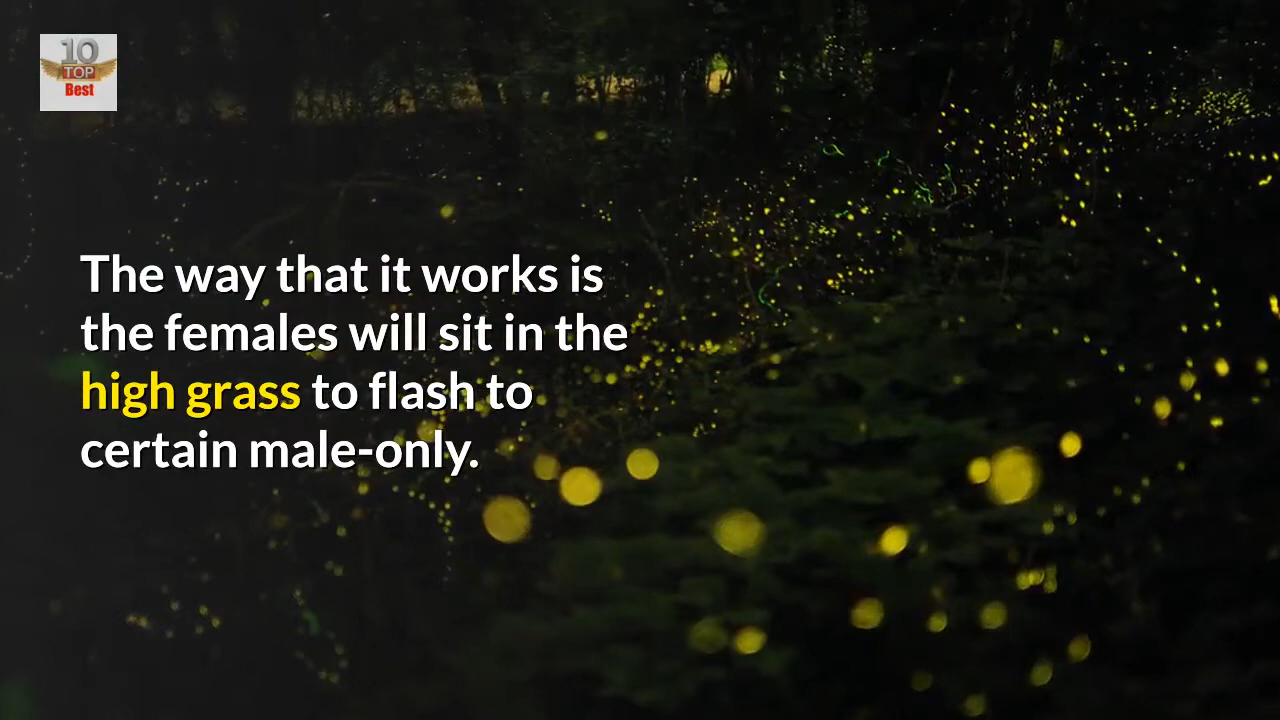 10
TOP
Best
The way that it works is
the females will sit in the
high grass to flash to
certain male-only.